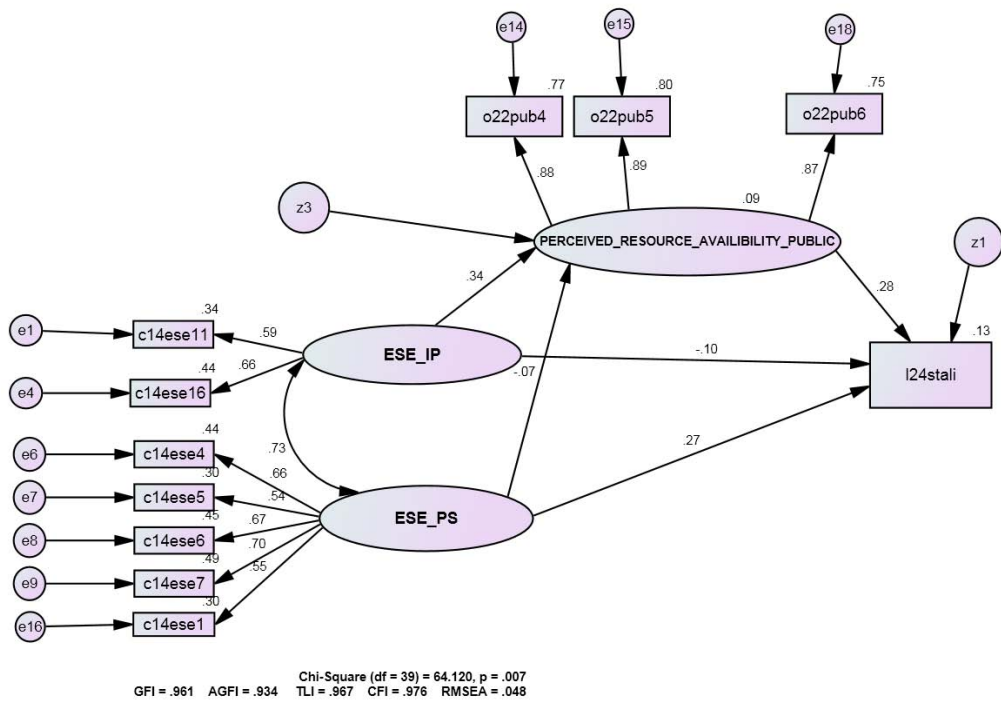 e14
e15
e18
.77
.80
.75
o22pub4
o22pub5
o22pub6
.88
.89
.87
z3
.09
PERCEIVED_RESOURCE_AVAILIBILITY_PUBLIC
z1
.34
.28
e1
.34
c14ese11
.59
ESE_IP
-.10
.13
l24stali
e4
.44
c14ese16
.66
-.07
e6
.44
c14ese4
.73
.66
.27
e7
.30
c14ese5
.54
ESE_PS
e8
.45
c14ese6
.67
.70
e9
.49
c14ese7
.55
e16
.30
c14ese1
Chi-Square (df = 39) = 64.120, p = .007
GFI = .961 AGFI = .934 TLI = .967 CFI = .976 RMSEA = .048